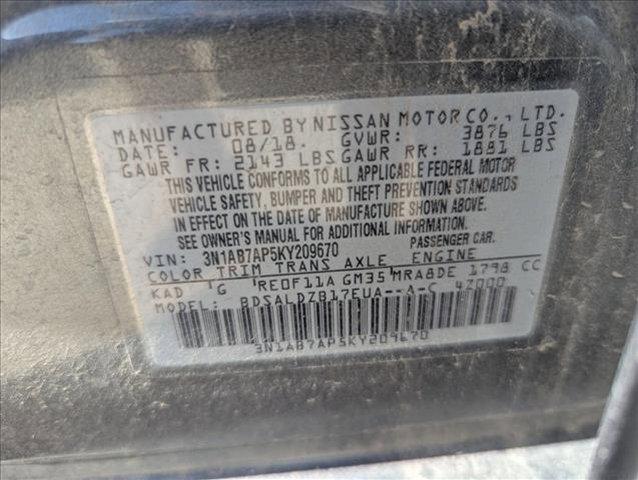 MANUFACTURED BY NISSAN MOTOR CO., LTD.
DATE: 08/18. GVWR: 3876 LBS
GAWR FR: 2143 LBS GAWR RR: 1881 LBS
THIS VEHICLE CONFORMS TO ALL APPLICABLE FEDERAL MOTOR
VEHICLE SAFETY, BUMPER AND THEFT PREVENTION STANDARDS
IN EFFECT ON THE DATE OF MANUFACTURE SHOWN ABOVE.
SEE OWNER'S MANUAL FOR ADDITIONAL INFORMATION.
VIN: 3N1AB7AP5KY209670 PASSENGER CAR.
COLOR TRIM TRANS AXLE ENGINE
KAD G RE0F11A GM35 MRA8DE 1798 CC
MODEL: BDSALDZB17EUA--A-C 4Z000
3N1AB7AP5KY209670